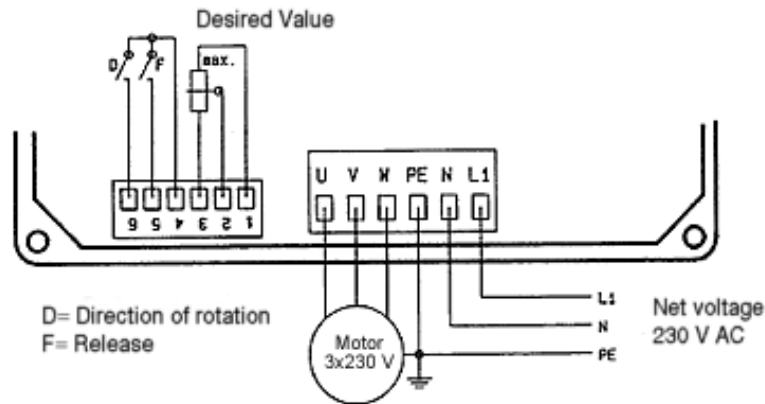 Desired Value
D F max.
U V W PE N L1
6 5 4 3 2 1
L1
N
PE
Net voltage
230 V AC
D= Direction of rotation
F= Release
Motor
3x230 V